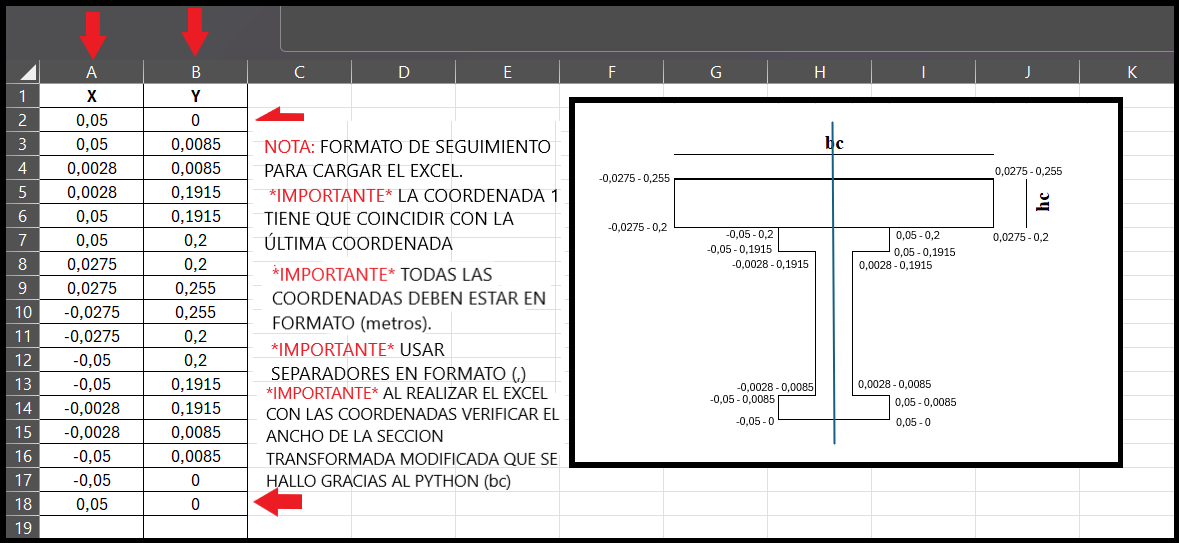 A B C D E F G H I J K
1 X Y
2 0,05 0
3 0,05 0,0085
4 0,0028 0,0085
5 0,0028 0,1915
6 0,05 0,1915
7 0,05 0,2
8 0,0275 0,2
9 0,0275 0,255
10 -0,0275 0,255
11 -0,0275 0,2
12 -0,05 0,2
13 -0,05 0,1915
14 -0,0028 0,1915
15 -0,0028 0,0085
16 -0,05 0,0085
17 -0,05 0
18 0,05 0
19
NOTA: FORMATO DE SEGUIMIENTO
PARA CARGAR EL EXCEL.
*IMPORTANTE* LA COORDENADA 1
TIENE QUE COINCIDIR CON LA
ÚLTIMA COORDENADA
*IMPORTANTE* TODAS LAS
COORDENADAS DEBEN ESTAR EN
FORMATO (metros).
*IMPORTANTE* USAR
SEPARADORES EN FORMATO (,)
*IMPORTANTE* AL REALIZAR EL EXCEL
CON LAS COORDENADAS VERIFICAR EL
ANCHO DE LA SECCION
TRANSFORMADA MODIFICADA QUE SE
HALLO GRACIAS AL PYTHON (bc)
bc
-0,0275 - 0,255 0,0275 - 0,255
hc
-0,0275 - 0,2 0,0275 - 0,2
-0,05 - 0,2 0,05 - 0,2
-0,05 - 0,1915 0,05 - 0,1915
-0,0028 - 0,1915 0,0028 - 0,1915
-0,0028 - 0,0085 0,0028 - 0,0085
-0,05 - 0,0085 0,05 - 0,0085
-0,05 - 0 0,05 - 0